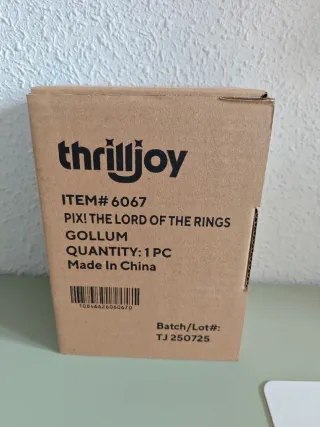 thrilljoy
ITEM# 6067
PIX! THE LORD OF THE RINGS
GOLLUM
QUANTITY: 1 PC
Made In China
Batch/Lot#:
TJ 250725